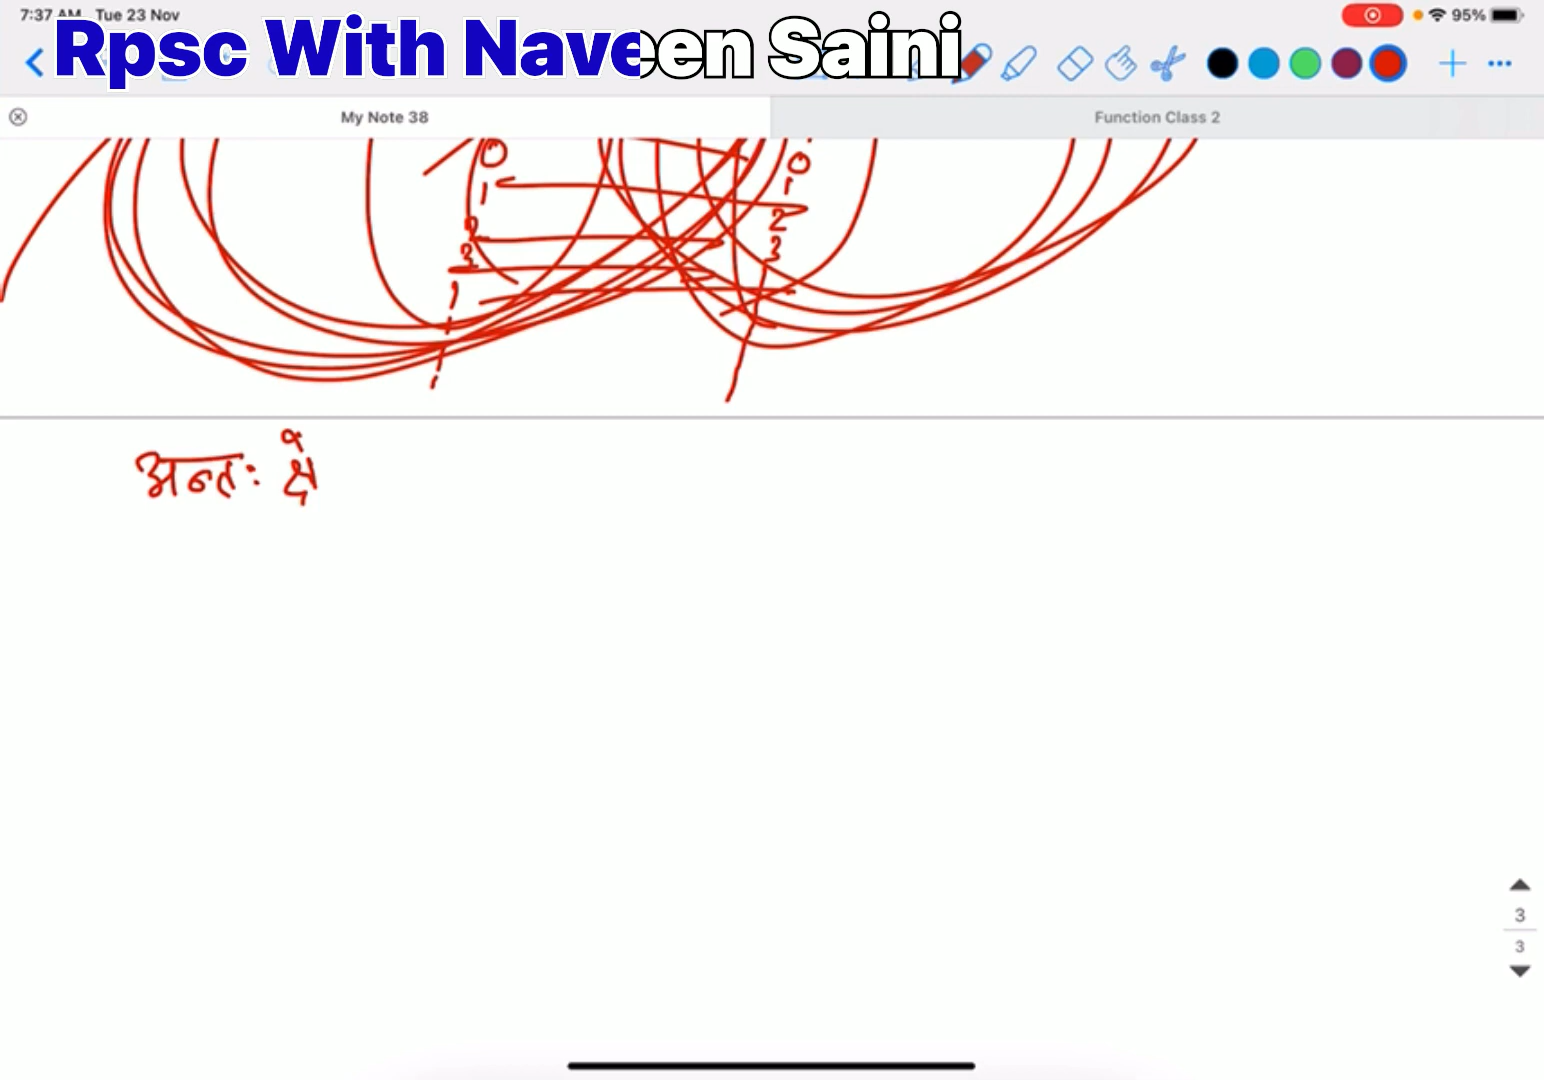 7:37 AM Tue 23 Nov
95%
Rpsc With Naveen Saini
My Note 38
Function Class 2
0 0
1 1
2 2
3 3
अन्तः क्षे
3
3